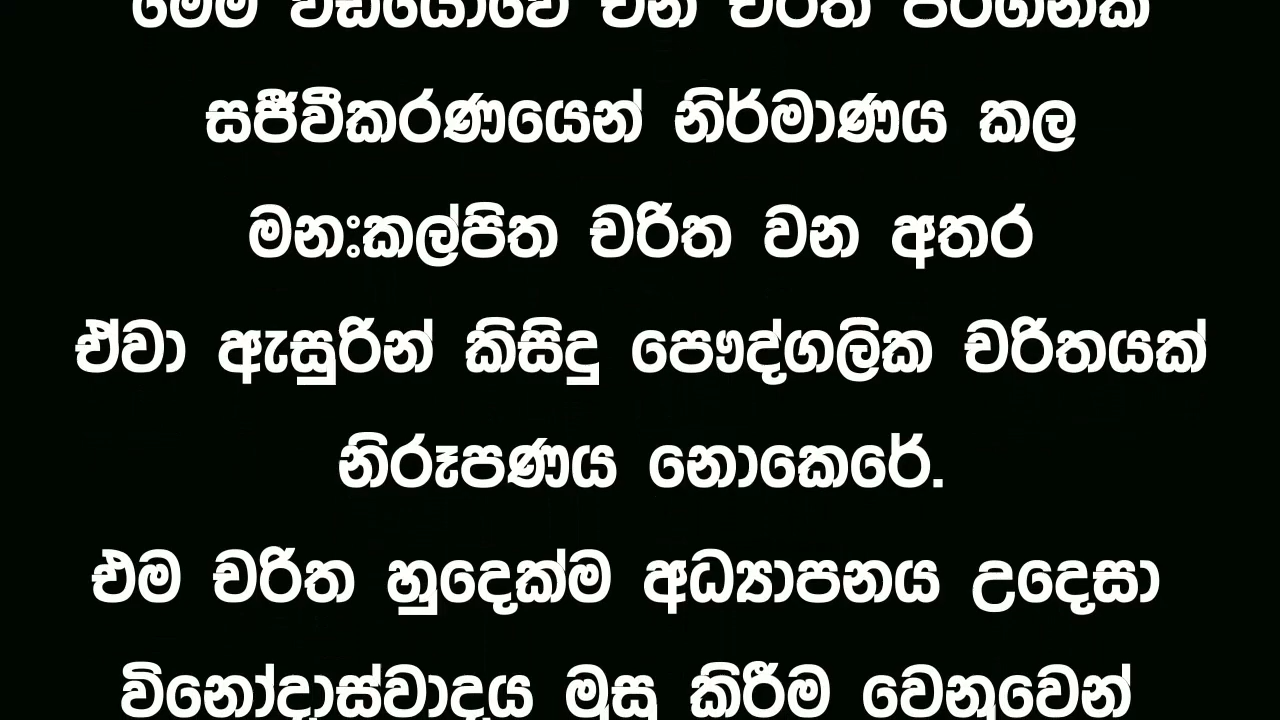 සජීවීකරණයෙන් නිර්මාණය කල
මනඃකල්පිත චරිත වන අතර
ඒවා ඇසුරින් කිසිදු පෞද්ගලික චරිතයක්
නිරූපණය නොකෙරේ.
එම චරිත හුදෙක්ම අධ්‍යාපනය උදෙසා
විනෝදාස්වාදය මුසු කිරීම වෙනුවෙන්